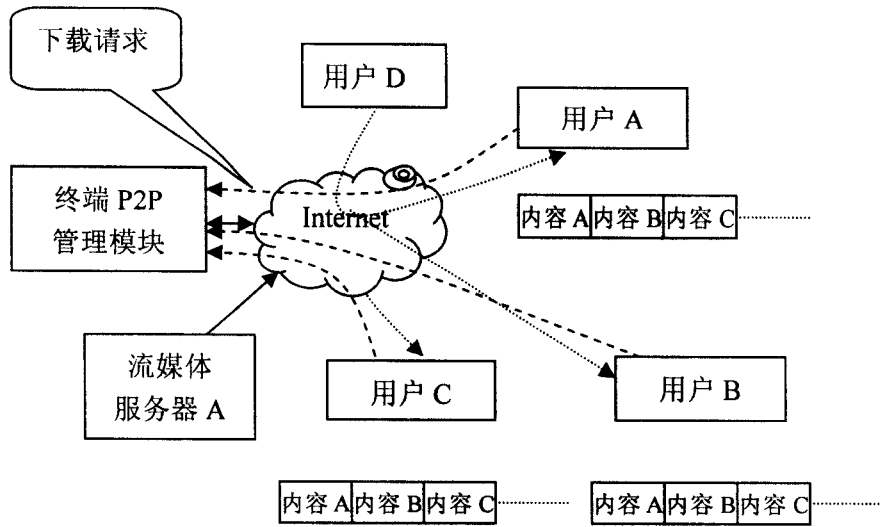 下载请求
用户 D
用户 A
终端 P2P
管理模块
Internet
内容 A 内容 B 内容 C
流媒体
服务器 A
用户 C
用户 B
内容 A 内容 B 内容 C
内容 A 内容 B 内容 C